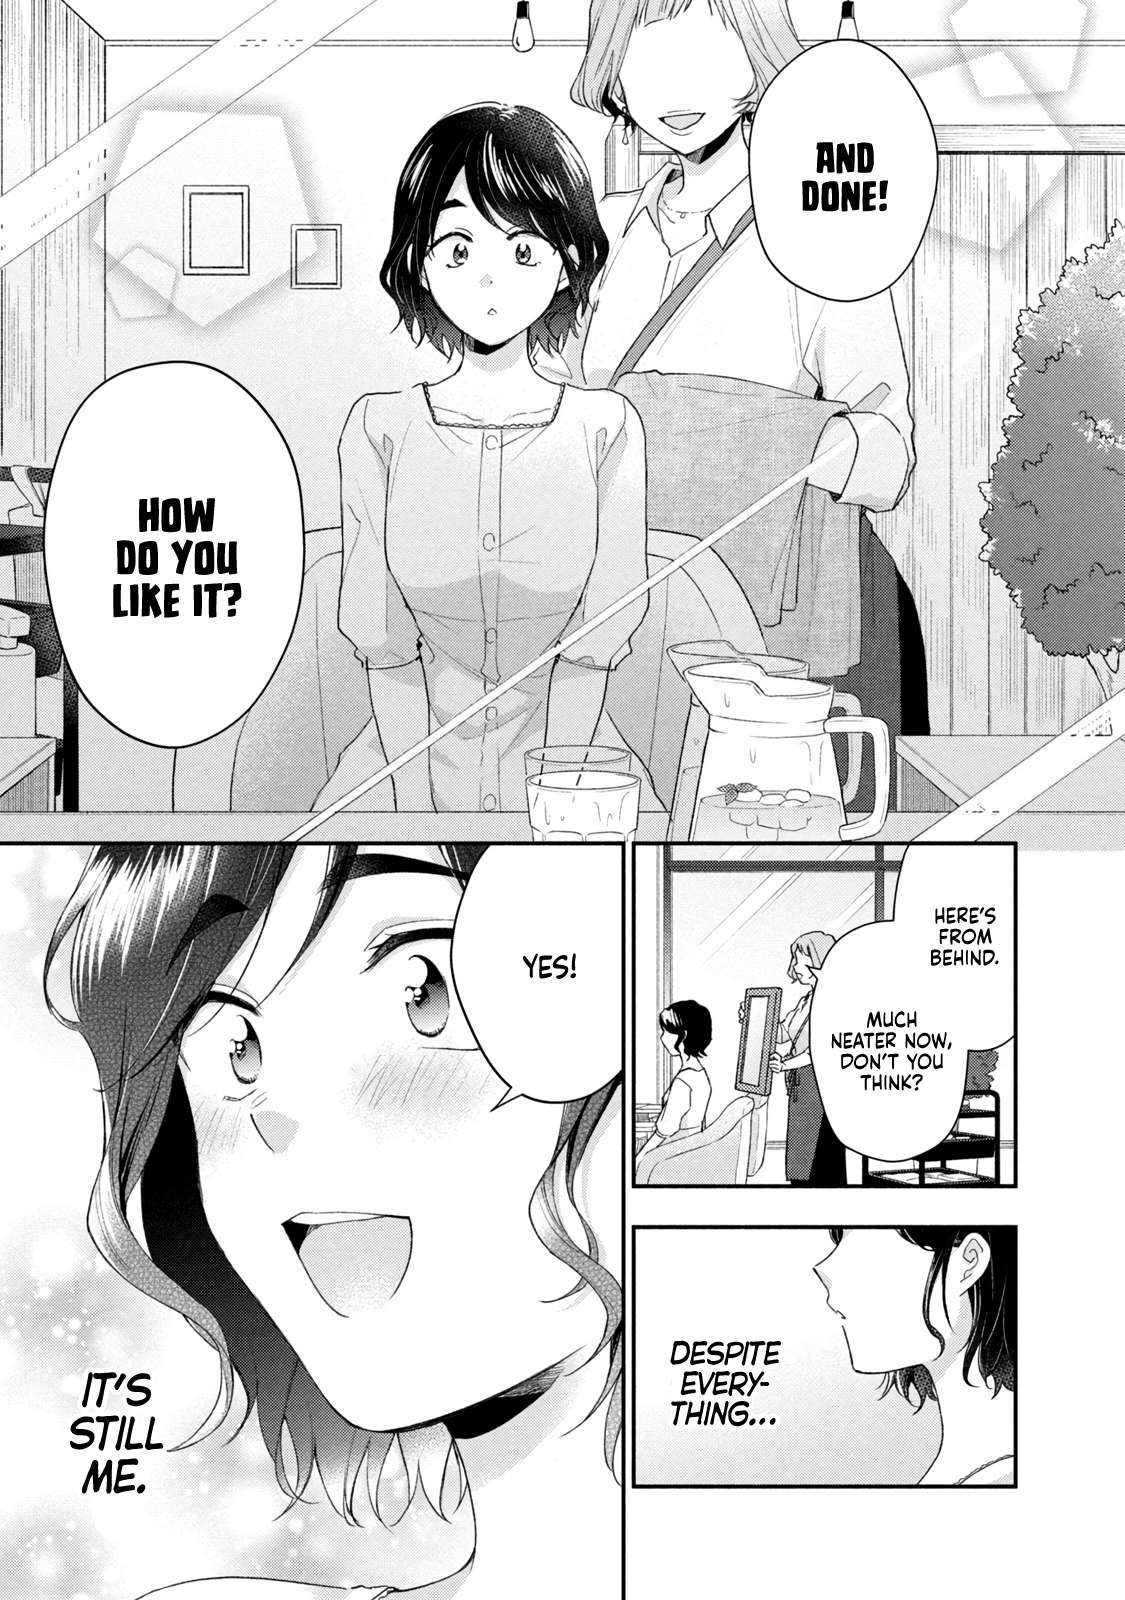 AND
DONE!
HOW
DO YOU
LIKE IT?
HERE'S
FROM
BEHIND.
MUCH
NEATER NOW,
DON'T YOU
THINK?
DESPITE
EVERY-
THING...
YES!
IT'S
STILL
ME.